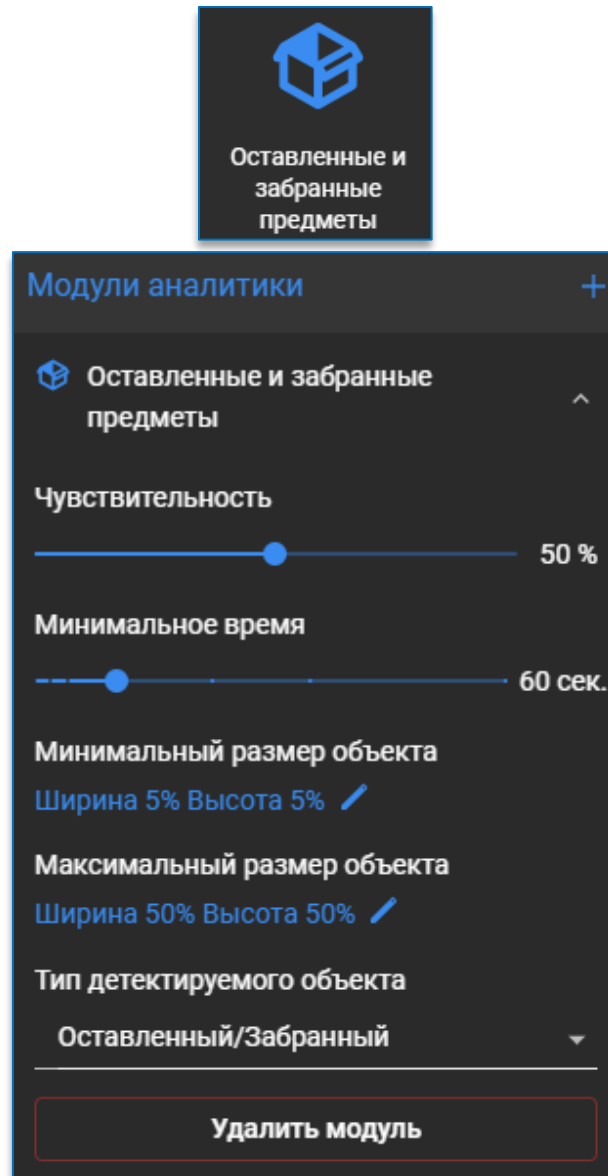 Оставленные и
забранные
предметы
Модули аналитики
Оставленные и забранные
предметы
Чувствительность
50 %
Минимальное время
60 сек.
Минимальный размер объекта
Ширина 5% Высота 5%
Максимальный размер объекта
Ширина 50% Высота 50%
Тип детектируемого объекта
Оставленный/Забранный
Удалить модуль